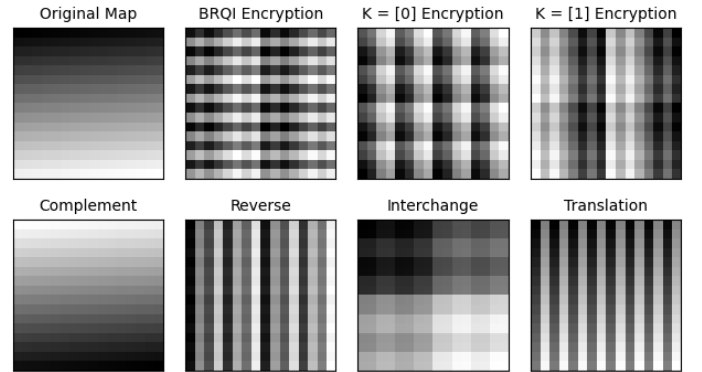 Original Map
BRQI Encryption
K = [0] Encryption
K = [1] Encryption
Complement
Reverse
Interchange
Translation